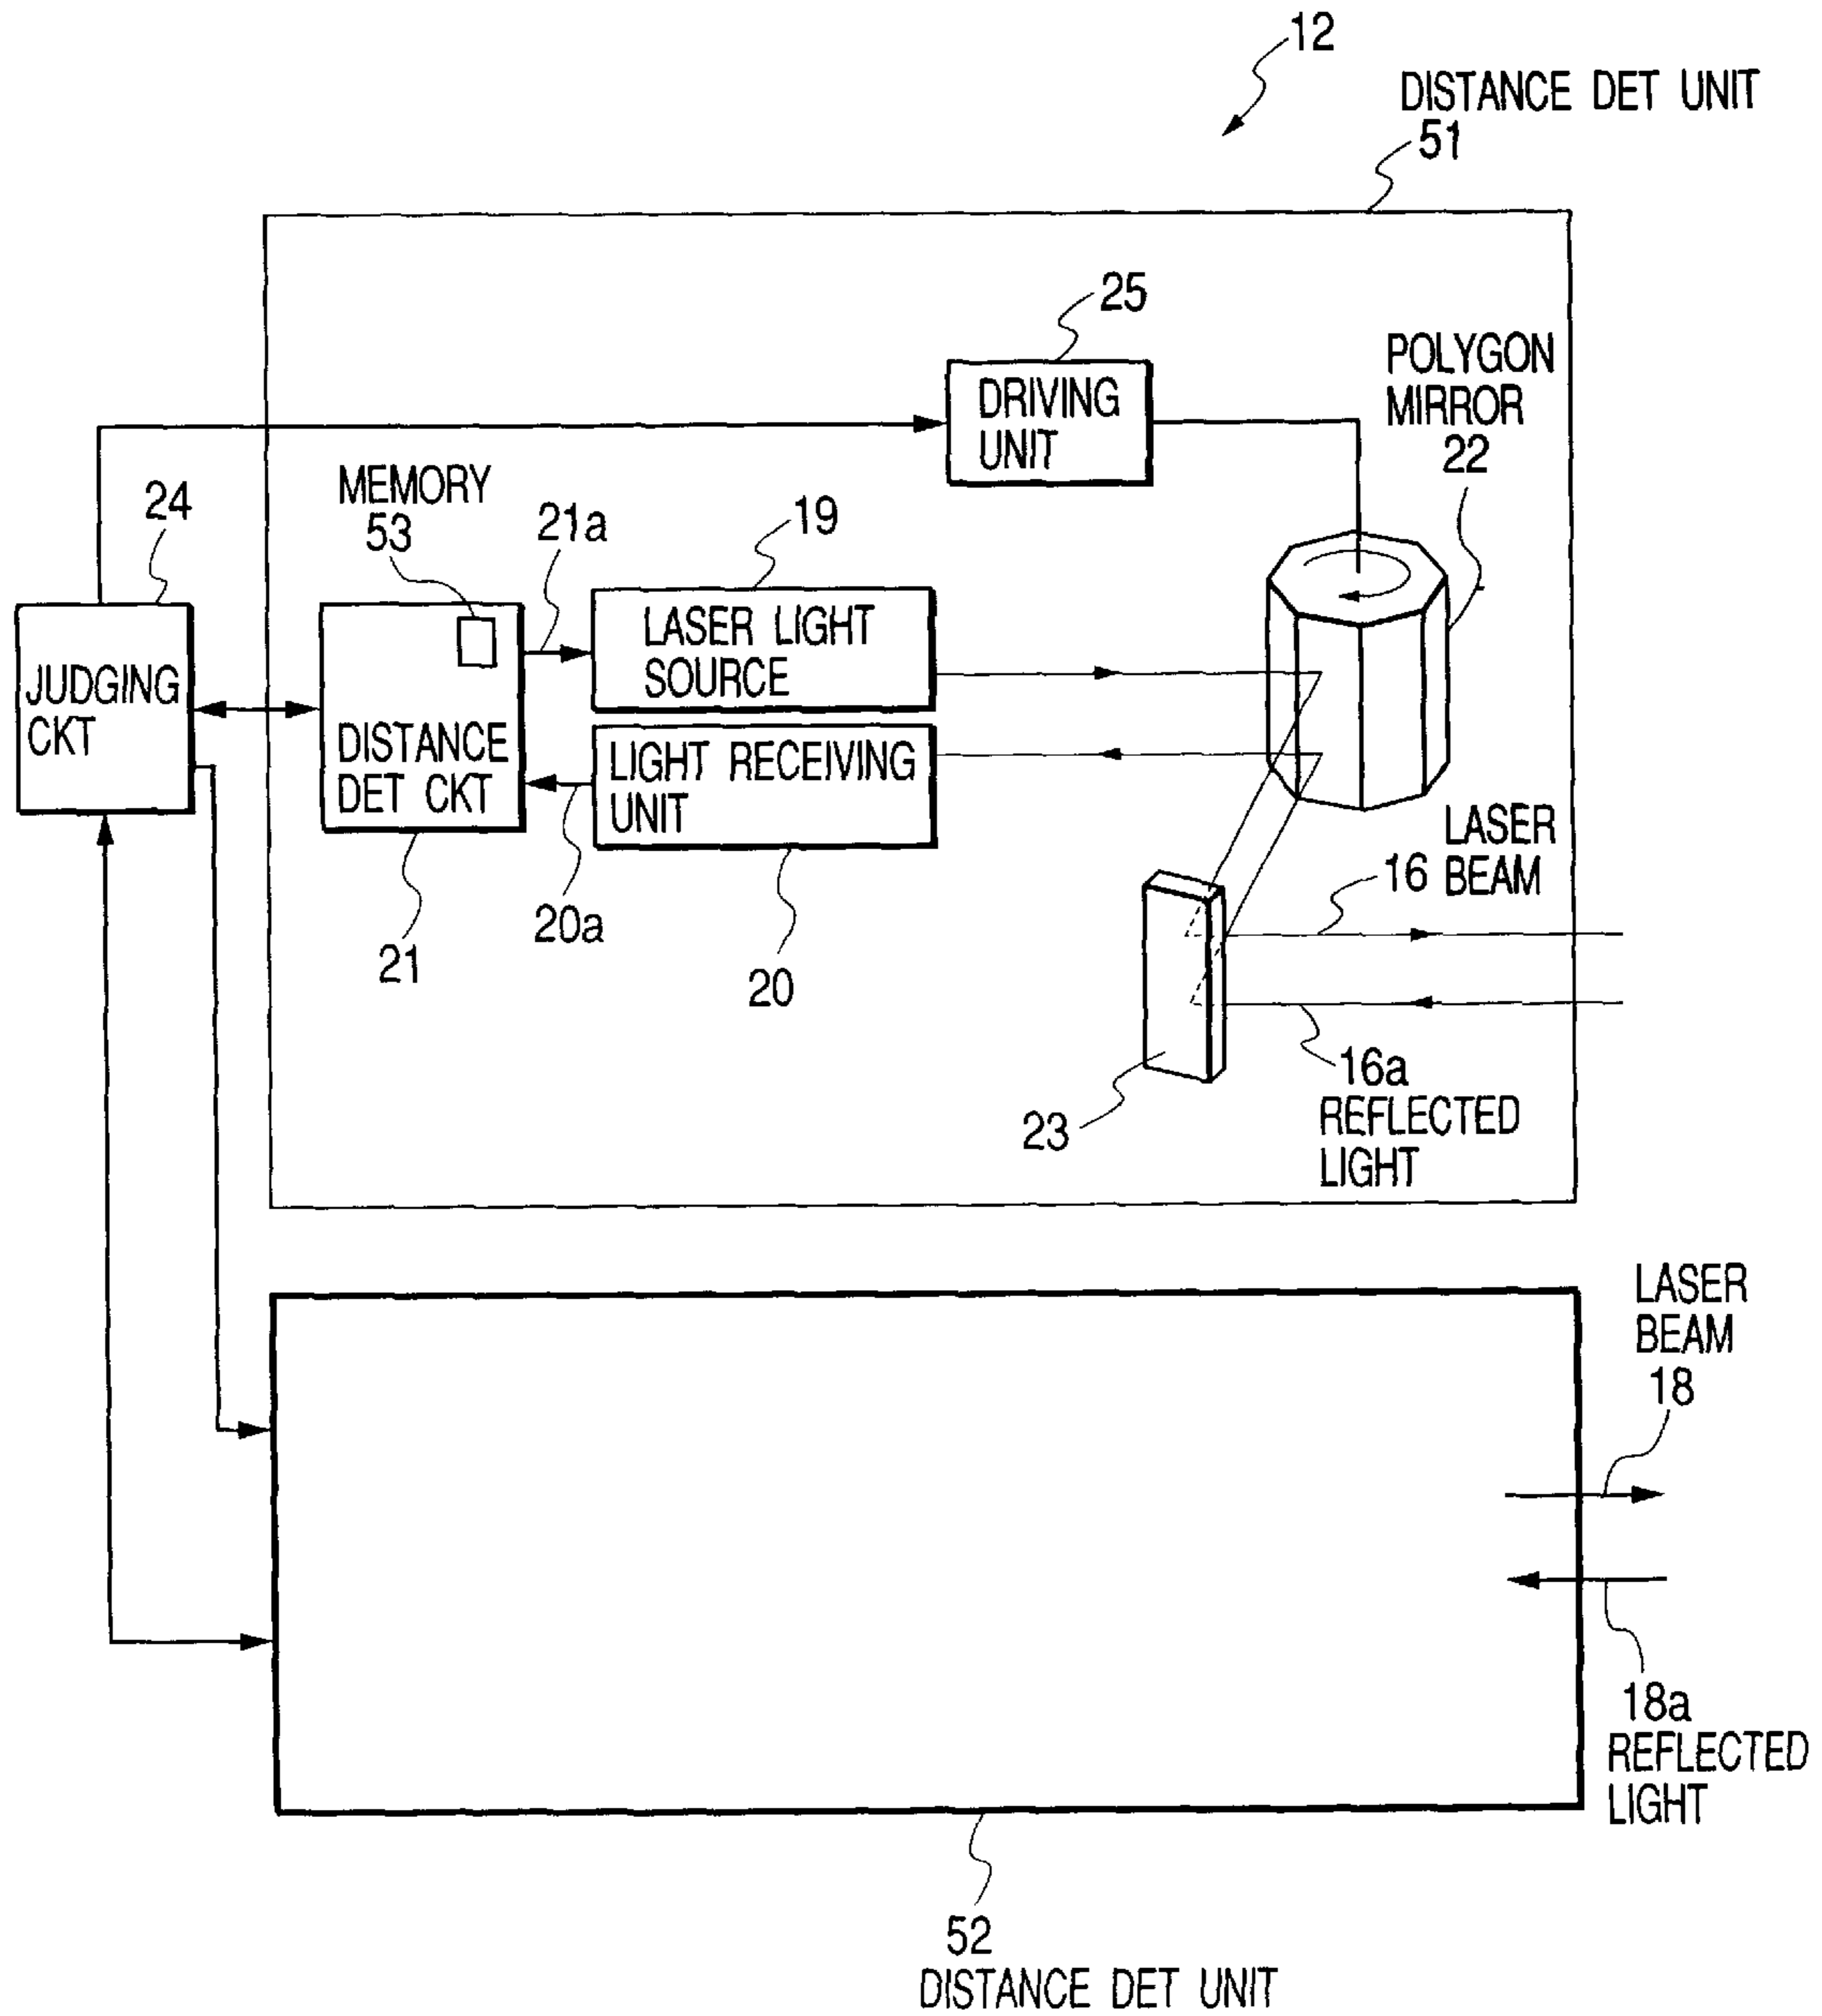 12
DISTANCE DET UNIT
51
25
DRIVING
UNIT
POLYGON
MIRROR
22
24
MEMORY
53
21a
19
JUDGING
CKT
LASER LIGHT
SOURCE
DISTANCE
DET CKT
LIGHT RECEIVING
UNIT
21
20a
20
LASER
16 BEAM
23
16a
REFLECTED
LIGHT
LASER
BEAM
18
18a
REFLECTED
LIGHT
52
DISTANCE DET UNIT